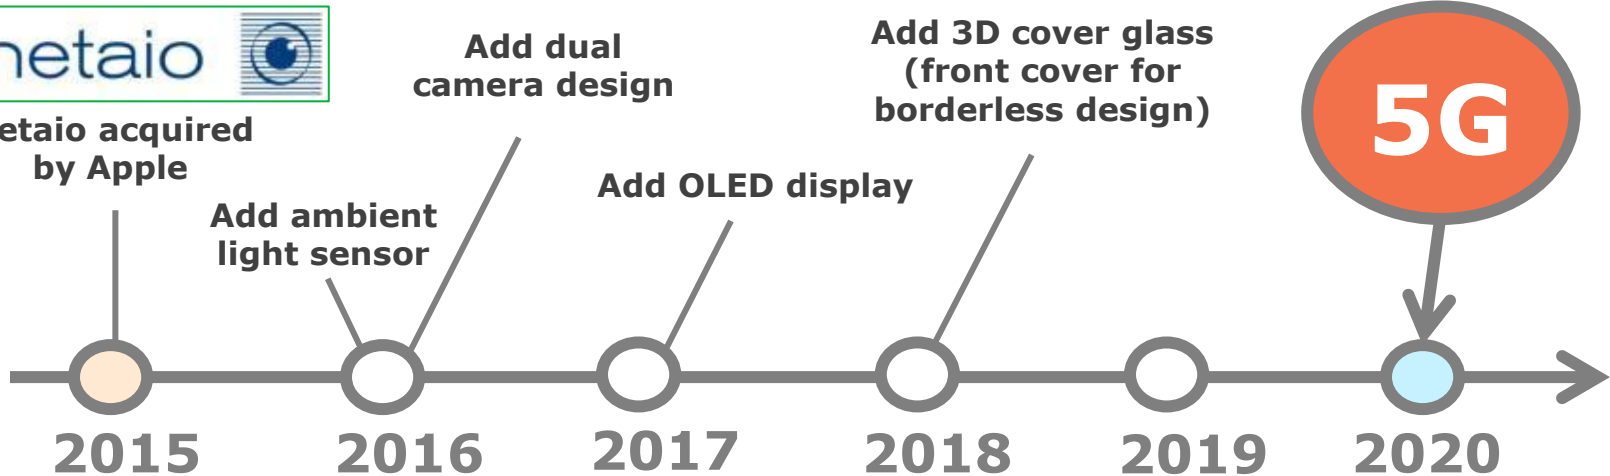 netaio
etaio acquired
by Apple
Add ambient
light sensor
Add dual
camera design
Add OLED display
Add 3D cover glass
(front cover for
borderless design)
5G
2015
2016
2017
2018
2019
2020